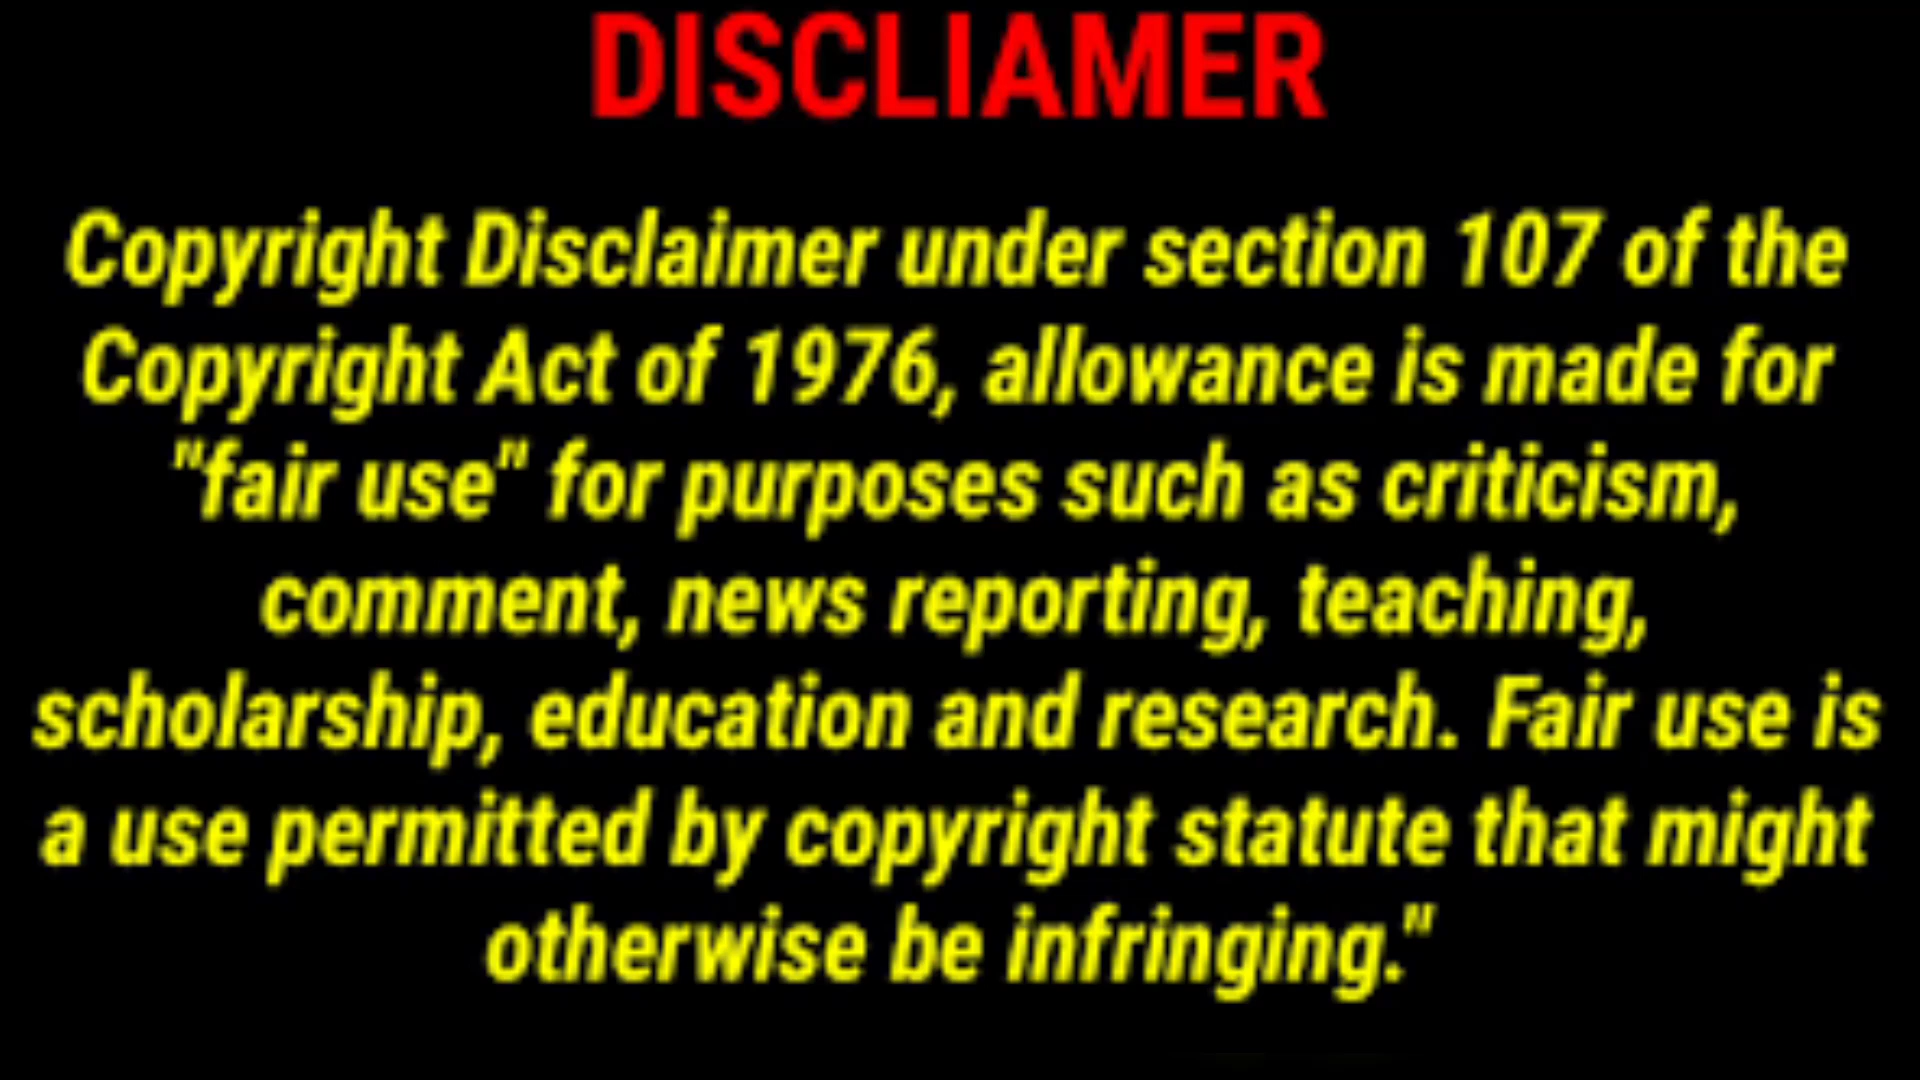 DISCLIAMER
Copyright Disclaimer under section 107 of the
Copyright Act of 1976, allowance is made for
"fair use" for purposes such as criticism,
comment, news reporting, teaching,
scholarship, education and research. Fair use is
a use permitted by copyright statute that might
otherwise be infringing."